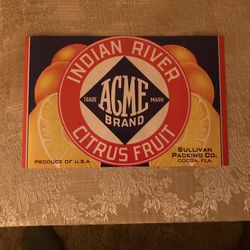 INDIAN RIVER
ACME
TRADE MARK
BRAND
CITRUS FRUIT
PRODUCE OF U.S.A.
SULLIVAN
PACKING CO.
COCOA, FLA.